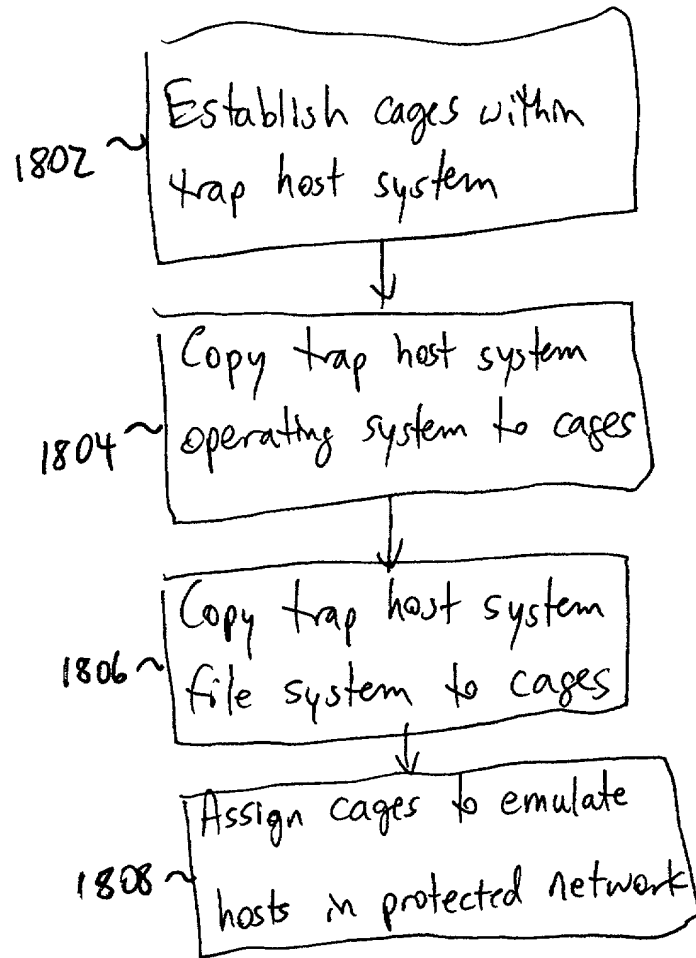 Establish cages within
1802
trap host system
Copy trap host system
1804
operating system to cages
Copy trap host system
1806
file system to cages
Assign cages to emulate
1808
hosts in protected network